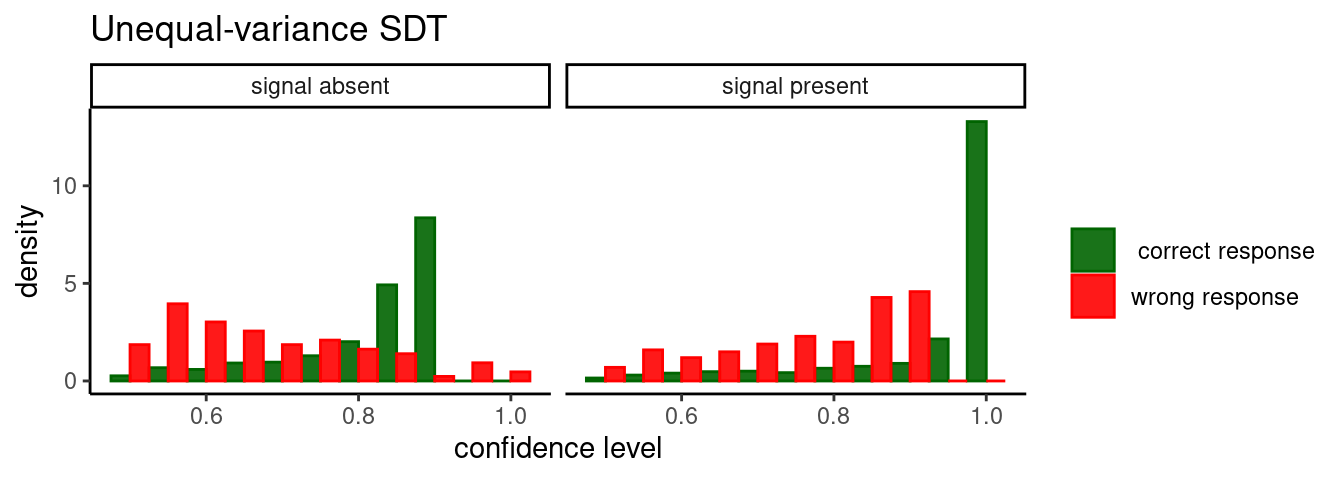 Unequal-variance SDT
signal absent
signal present
density
10
5
0
0.6
0.8
1.0
0.6
0.8
1.0
confidence level
correct response
wrong response